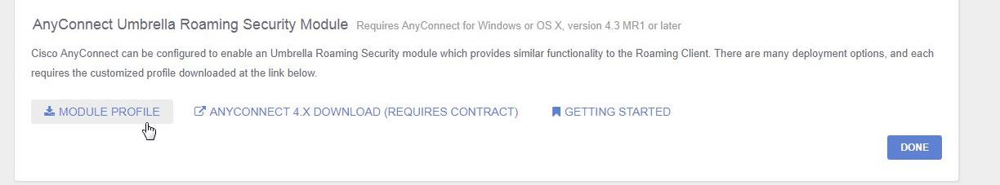 AnyConnect Umbrella Roaming Security Module Requires AnyConnect for Windows or OS X, version 4.3 MR1 or later
Cisco AnyConnect can be configured to enable an Umbrella Roaming Security module which provides similar functionality to the Roaming Client. There are many deployment options, and each
requires the customized profile downloaded at the link below.
MODULE PROFILE ANYCONNECT 4.X DOWNLOAD (REQUIRES CONTRACT) GETTING STARTED
DONE